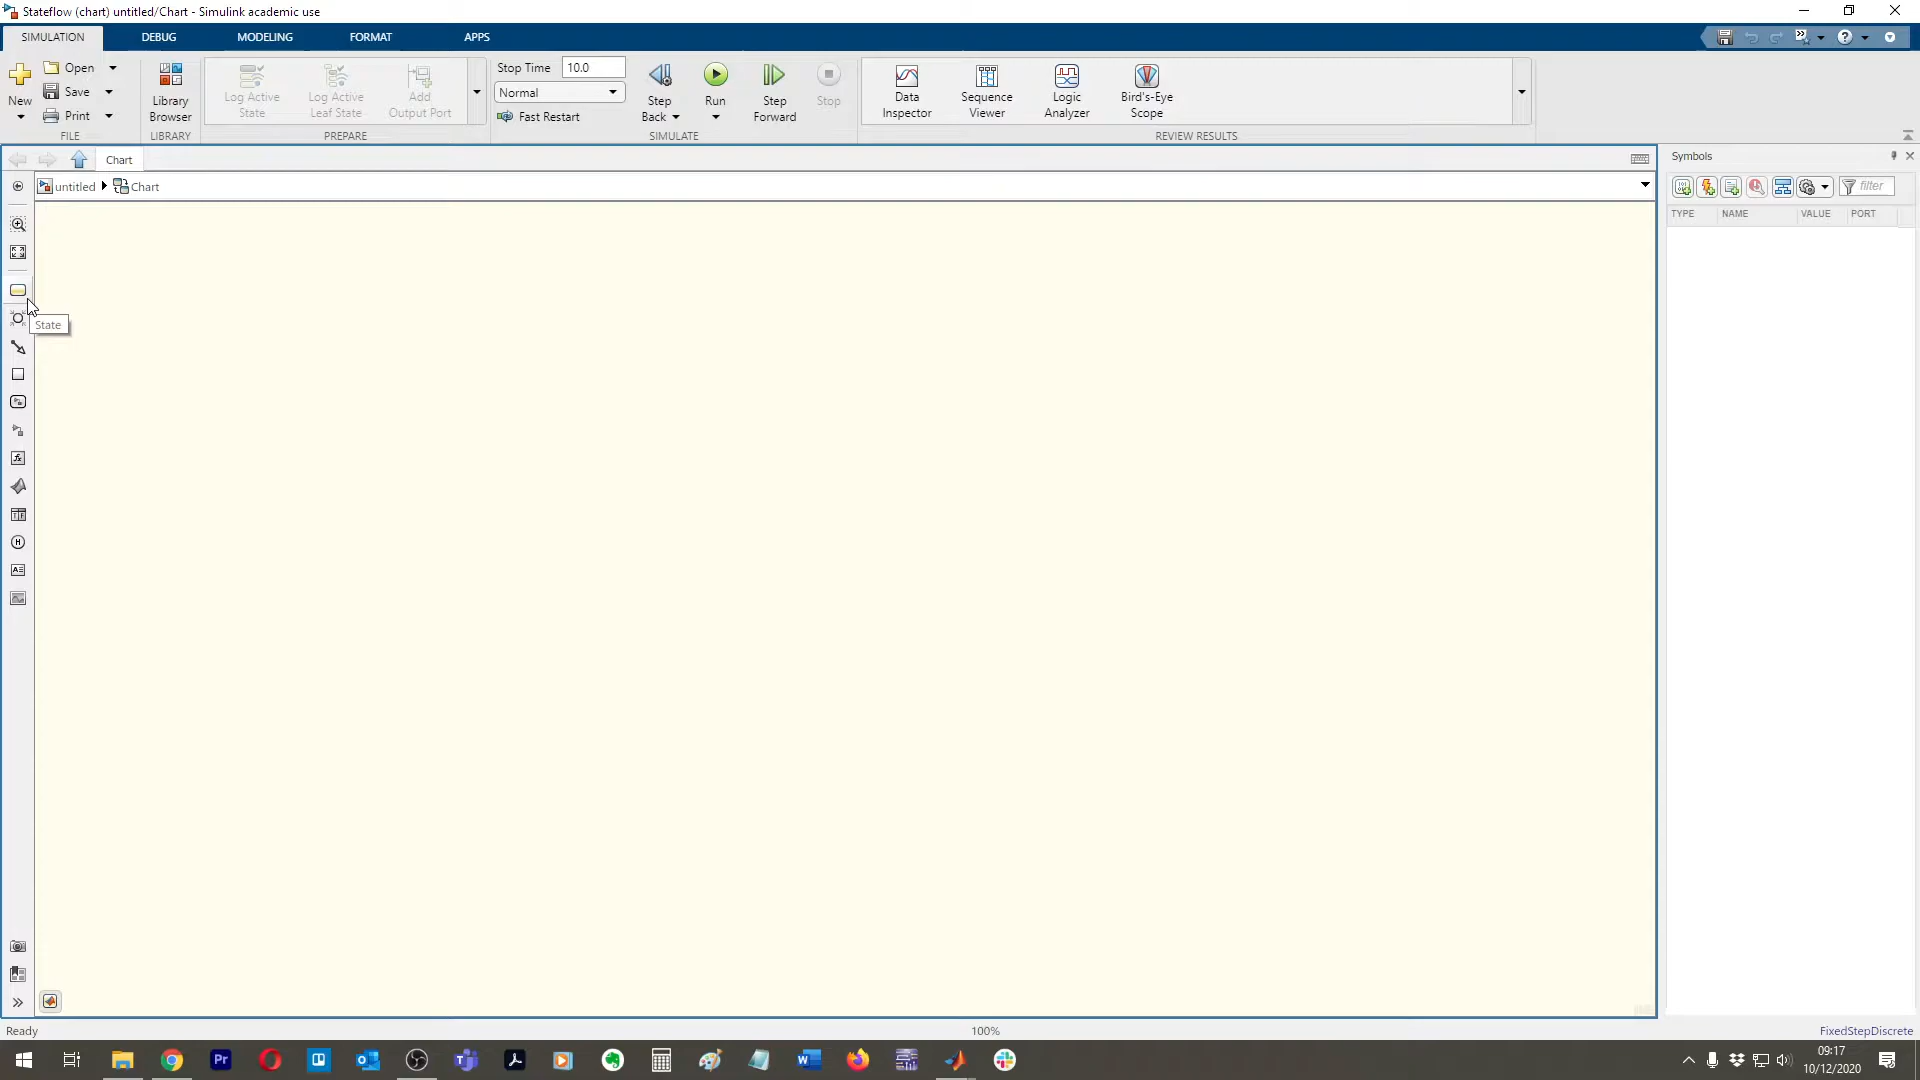 Stateflow (chart) untitled/Chart - Simulink academic use
SIMULATION
DEBUG
MODELING
FORMAT
APPS
New
Open
Save
Print
FILE
Library
Browser
LIBRARY
Log Active
State
Log Active
Leaf State
Add
Output Port
PREPARE
Stop Time
10.0
Normal
Fast Restart
Step
Back
Run
Step
Forward
Stop
SIMULATE
Data
Inspector
Sequence
Viewer
Logic
Analyzer
Bird's-Eye
Scope
REVIEW RESULTS
Chart
untitled
Chart
State
Symbols
filter
TYPE
NAME
VALUE
PORT
Ready
100%
FixedStepDiscrete
Pr
09:17
10/12/2020